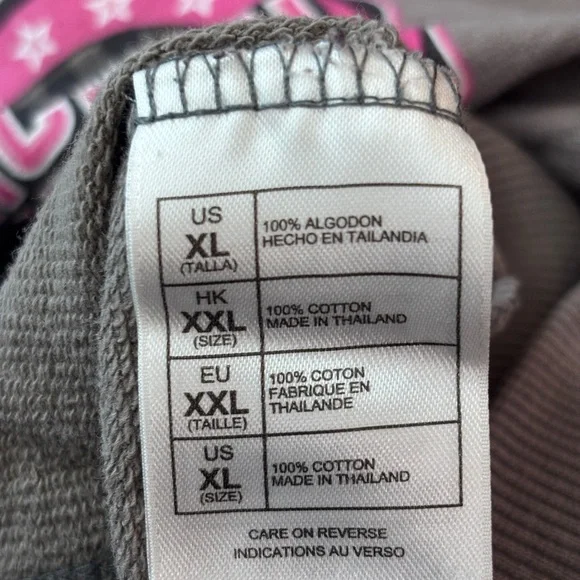 US
XL
(TALLA)
100% ALGODON
HECHO EN TAILANDIA
HK
XXL
(SIZE)
100% COTTON
MADE IN THAILAND
EU
XXL
(TAILLE)
100% COTON
FABRIQUE EN
THAILANDE
US
XL
(SIZE)
100% COTTON
MADE IN THAILAND
CARE ON REVERSE
INDICATIONS AU VERSO